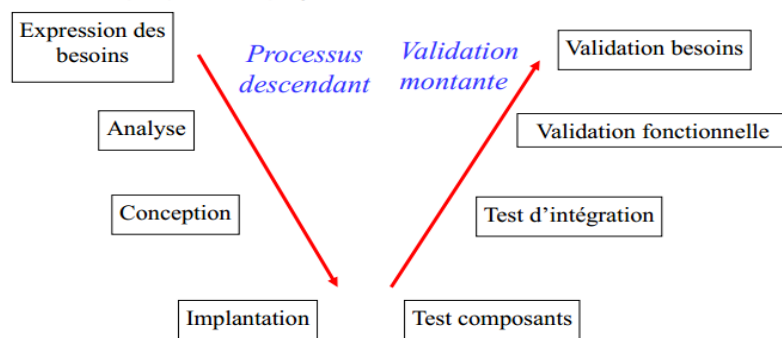 Expression des
besoins
Processus
descendant
Validation
montante
Validation besoins
Analyse
Validation fonctionnelle
Conception
Test d'intégration
Implantation
Test composants